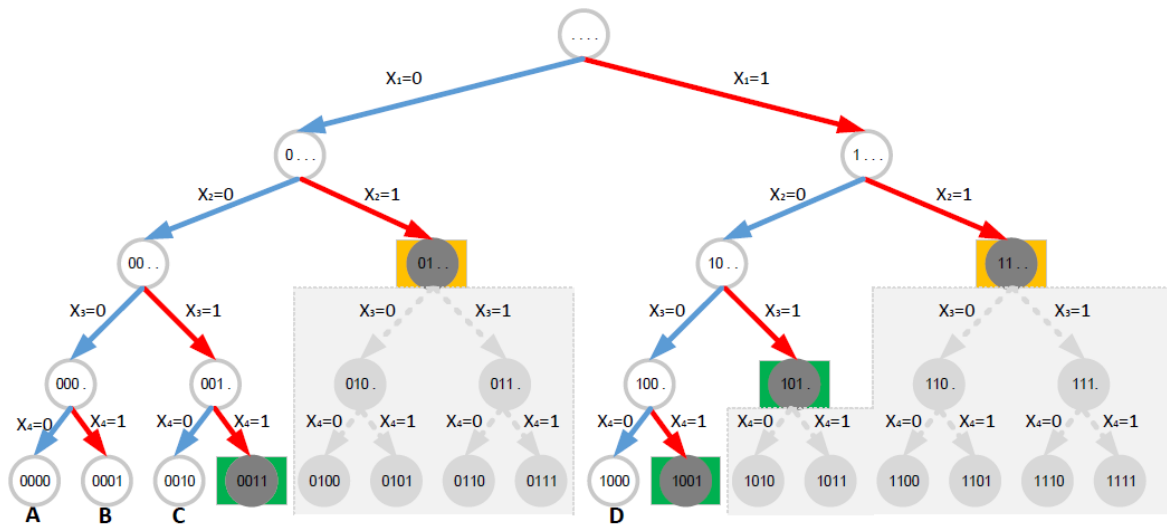 . . . .
X₁=0 X₁=1
0 . . . 1 . . .
X₂=0 X₂=1 X₂=0 X₂=1
00 . . 01 . . 10 . . 11 . .
X₃=0 X₃=1 X₃=0 X₃=1 X₃=0 X₃=1 X₃=0 X₃=1
000 . 001 . 010 . 011 . 100 . 101 . 110 . 111 .
X₄=0 X₄=1 X₄=0 X₄=1 X₄=0 X₄=1 X₄=0 X₄=1 X₄=0 X₄=1 X₄=0 X₄=1 X₄=0 X₄=1 X₄=0 X₄=1
0000 0001 0010 0011 0100 0101 0110 0111 1000 1001 1010 1011 1100 1101 1110 1111
A B C D